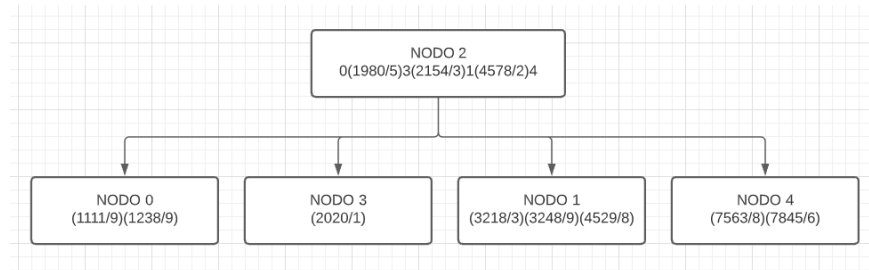 NODO 2
0(1980/5)3(2154/3)1(4578/2)4
NODO 0
(1111/9)(1238/9)
NODO 3
(2020/1)
NODO 1
(3218/3)(3248/9)(4529/8)
NODO 4
(7563/8)(7845/6)